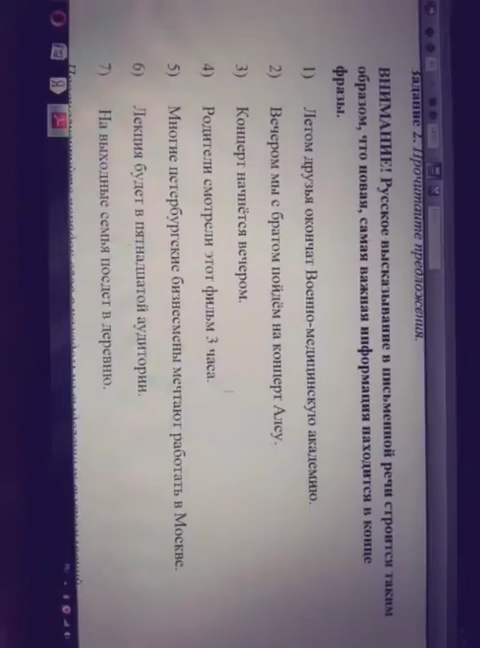 Задание 2. Прочитайте предложения.
ВНИМАНИЕ! Русское высказывание в письменной речи строится таким
образом, что новая, самая важная информация находится в конце
фразы.
1) Летом друзья окончат Военно-медицинскую академию.
2) Вечером мы с братом пойдём на концерт Алсу.
3) Концерт начнётся вечером.
4) Родители смотрели этот фильм 3 часа.
5) Многие петербургские бизнесмены мечтают работать в Москве.
6) Лекция будет в пятнадцатой аудитории.
7) На выходные семья поедет в деревню.